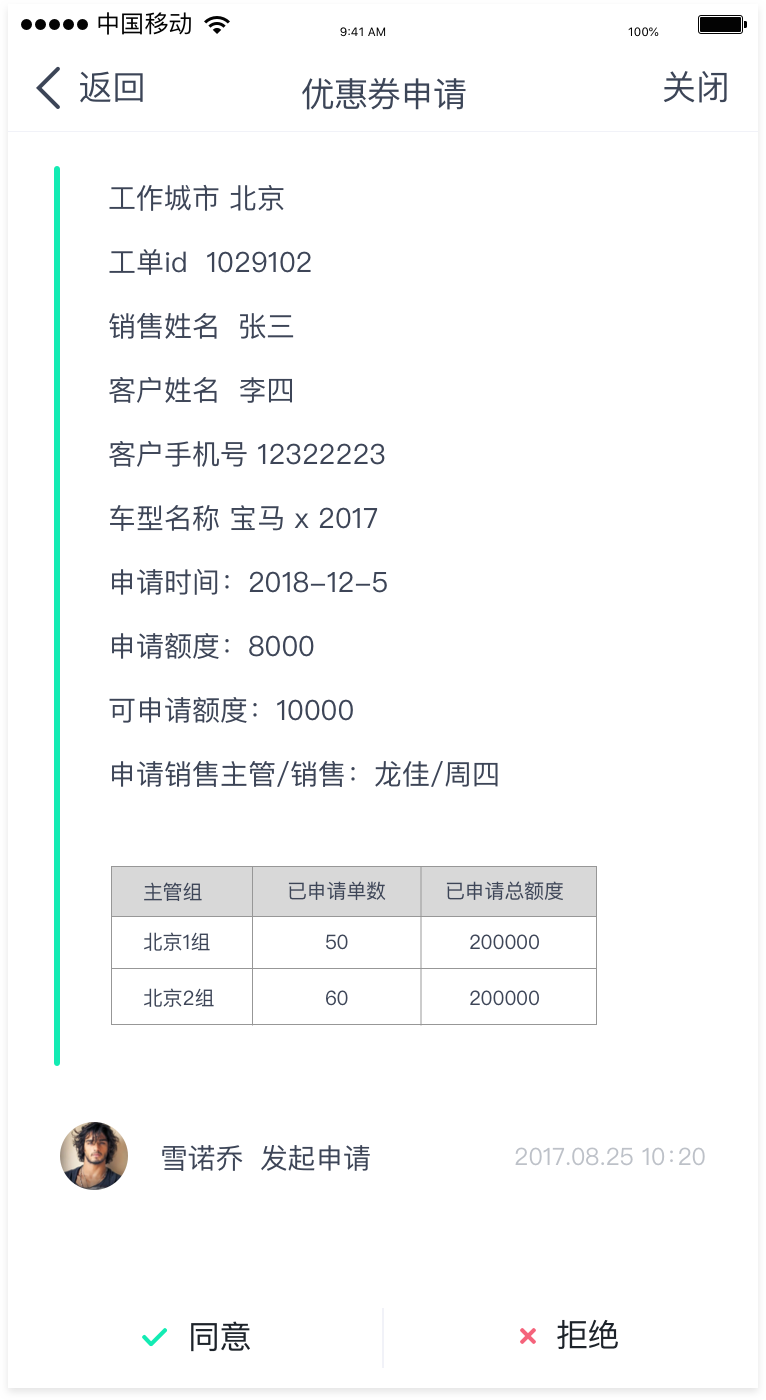 中国移动 9:41 AM 100%
返回 优惠券申请 关闭
工作城市 北京
工单id 1029102
销售姓名 张三
客户姓名 李四
客户手机号 12322223
车型名称 宝马 x 2017
申请时间：2018-12-5
申请额度：8000
可申请额度：10000
申请销售主管/销售：龙佳/周四
主管组 已申请单数 已申请总额度
北京1组 50 200000
北京2组 60 200000
雪诺乔 发起申请 2017.08.25 10:20
同意 拒绝